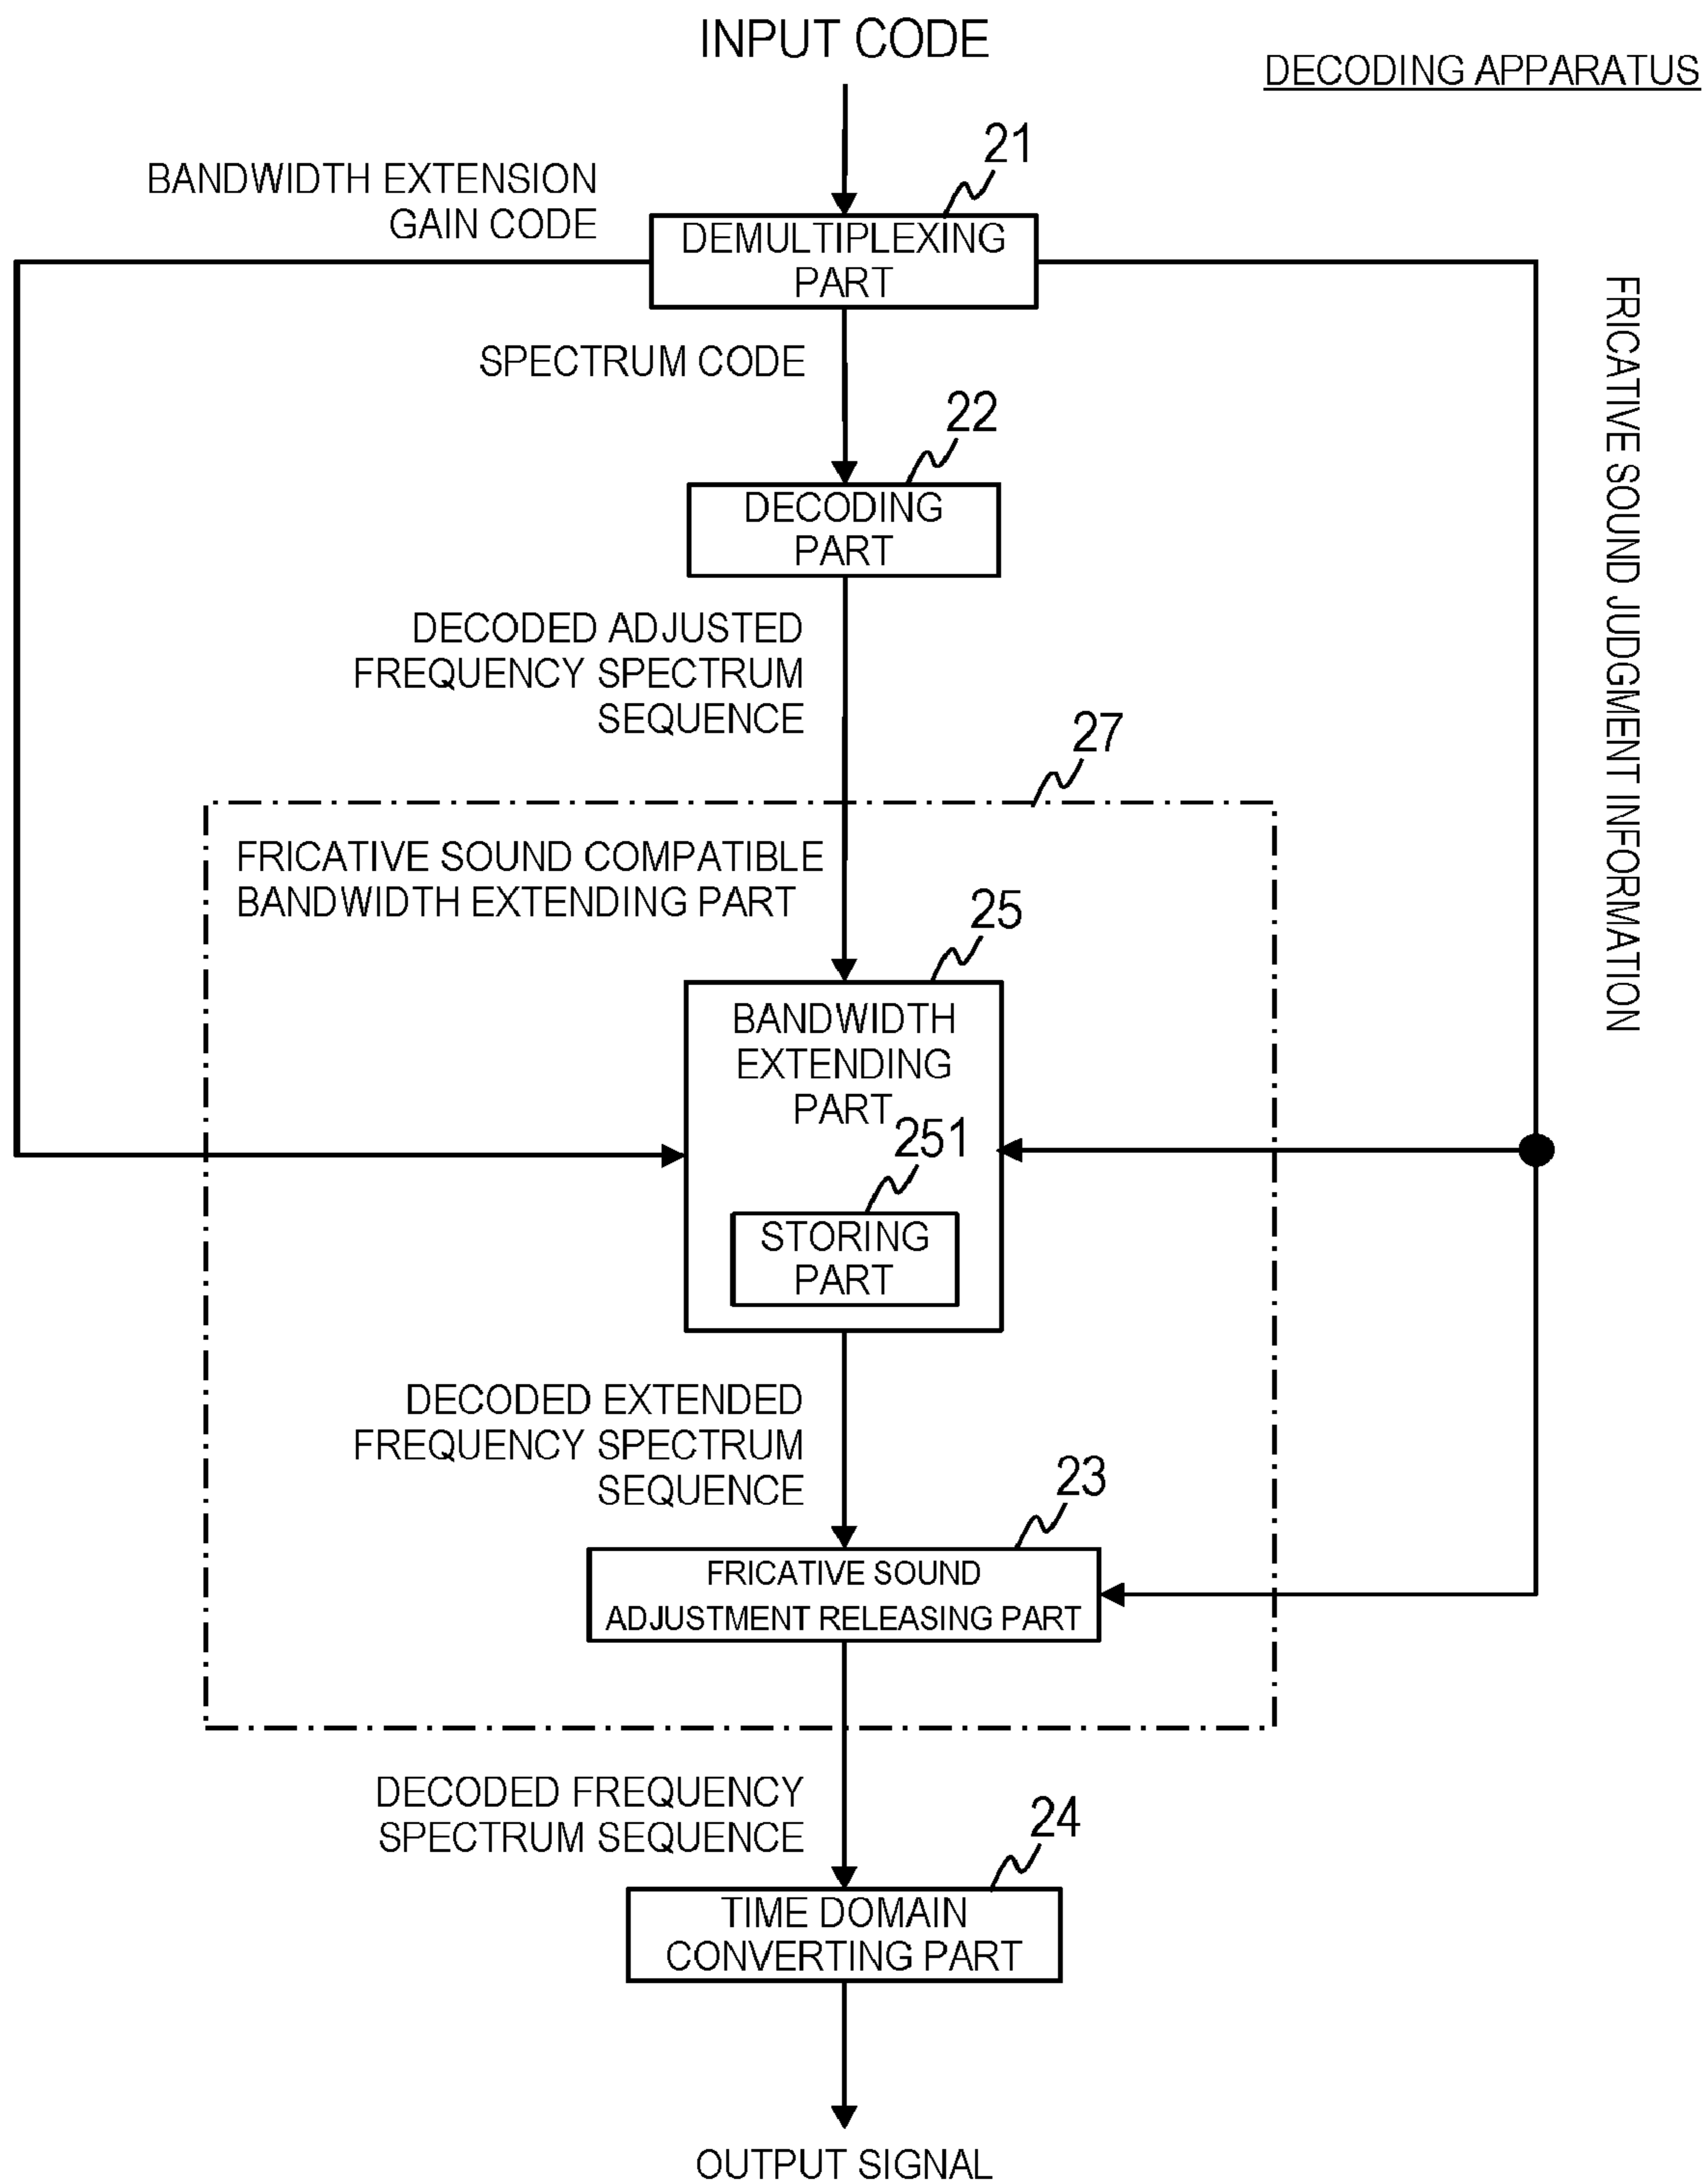 INPUT CODE
DECODING APPARATUS
21
BANDWIDTH EXTENSION
GAIN CODE
DEMULTIPLEXING
PART
FRICATIVE SOUND JUDGMENT INFORMATION
SPECTRUM CODE
22
DECODING
PART
DECODED ADJUSTED
FREQUENCY SPECTRUM
SEQUENCE
27
FRICATIVE SOUND COMPATIBLE
BANDWIDTH EXTENDING PART
25
BANDWIDTH
EXTENDING
PART
251
STORING
PART
DECODED EXTENDED
FREQUENCY SPECTRUM
SEQUENCE
23
FRICATIVE SOUND
ADJUSTMENT RELEASING PART
DECODED FREQUENCY
SPECTRUM SEQUENCE
24
TIME DOMAIN
CONVERTING PART
OUTPUT SIGNAL